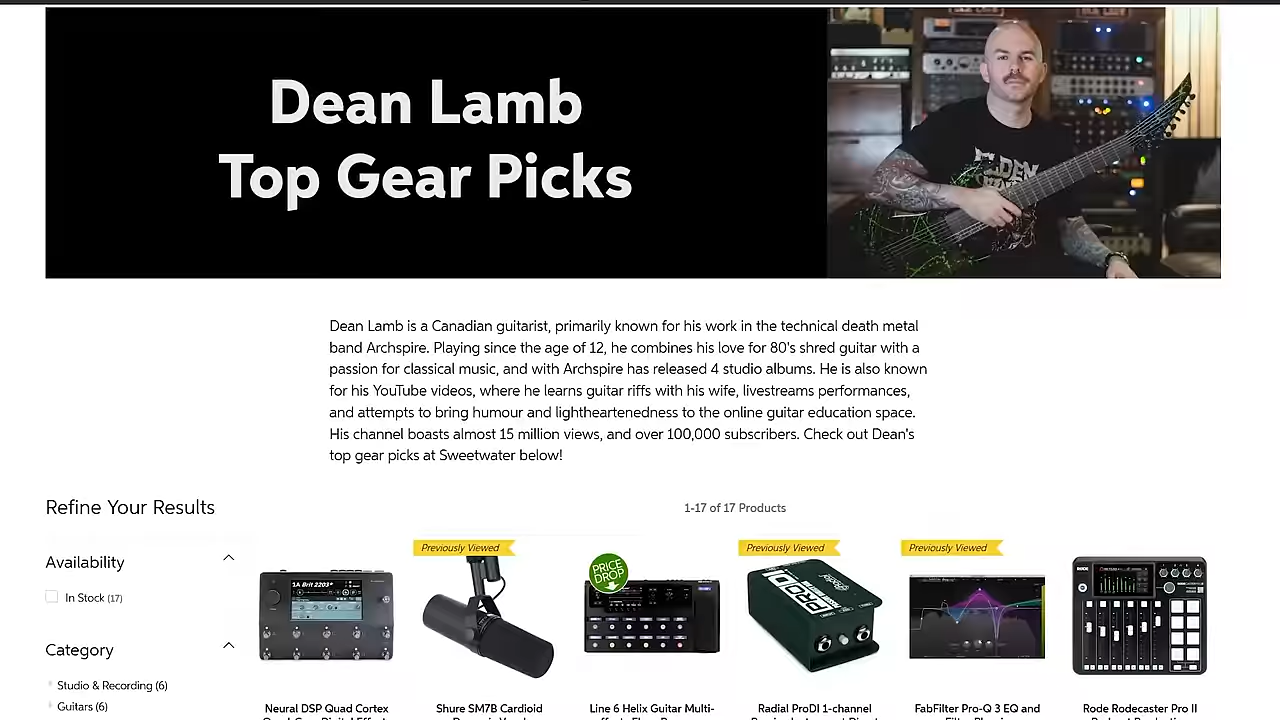 Dean Lamb
Top Gear Picks
ELDEN
Dean Lamb is a Canadian guitarist, primarily known for his work in the technical death metal
band Archspire. Playing since the age of 12, he combines his love for 80's shred guitar with a
passion for classical music, and with Archspire has released 4 studio albums. He is also known
for his YouTube videos, where he learns guitar riffs with his wife, livestreams performances,
and attempts to bring humour and lightheartenedness to the online guitar education space.
His channel boasts almost 15 million views, and over 100,000 subscribers. Check out Dean's
top gear picks at Sweetwater below!
Refine Your Results
1-17 of 17 Products
Availability
In Stock (17)
Category
Studio & Recording (6)
Guitars (6)
Previously Viewed
PRICE
DROP
Previously Viewed
Previously Viewed
1A Brit 2203
PRODI
Radial
RODE
Neural DSP Quad Cortex
Shure SM7B Cardioid
Line 6 Helix Guitar Multi-
Radial ProDI 1-channel
FabFilter Pro-Q 3 EQ and
Rode Rodecaster Pro II